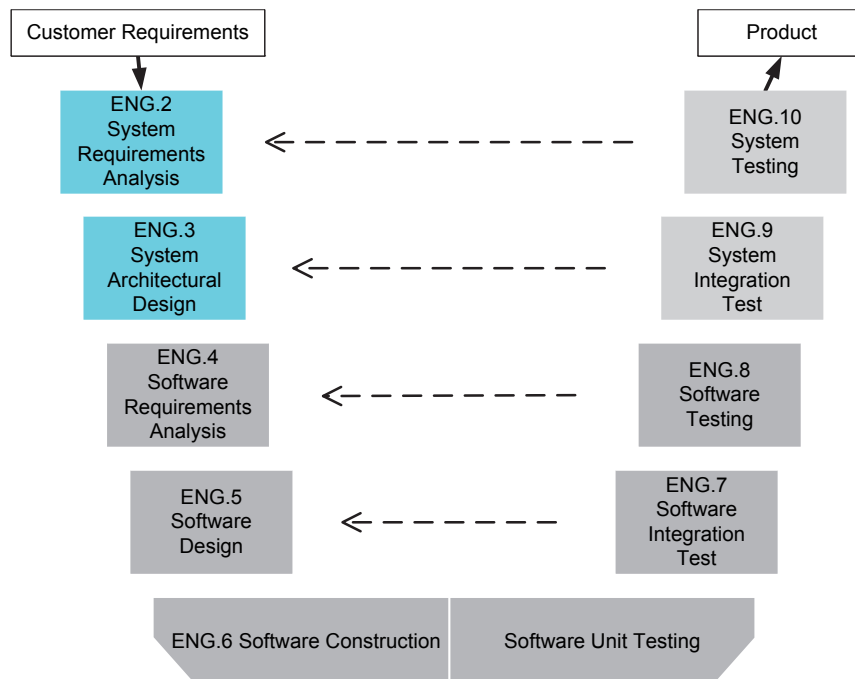 Customer Requirements
Product
ENG.2
System
Requirements
Analysis
ENG.10
System
Testing
ENG.3
System
Architectural
Design
ENG.9
System
Integration
Test
ENG.4
Software
Requirements
Analysis
ENG.8
Software
Testing
ENG.5
Software
Design
ENG.7
Software
Integration
Test
ENG.6 Software Construction
Software Unit Testing